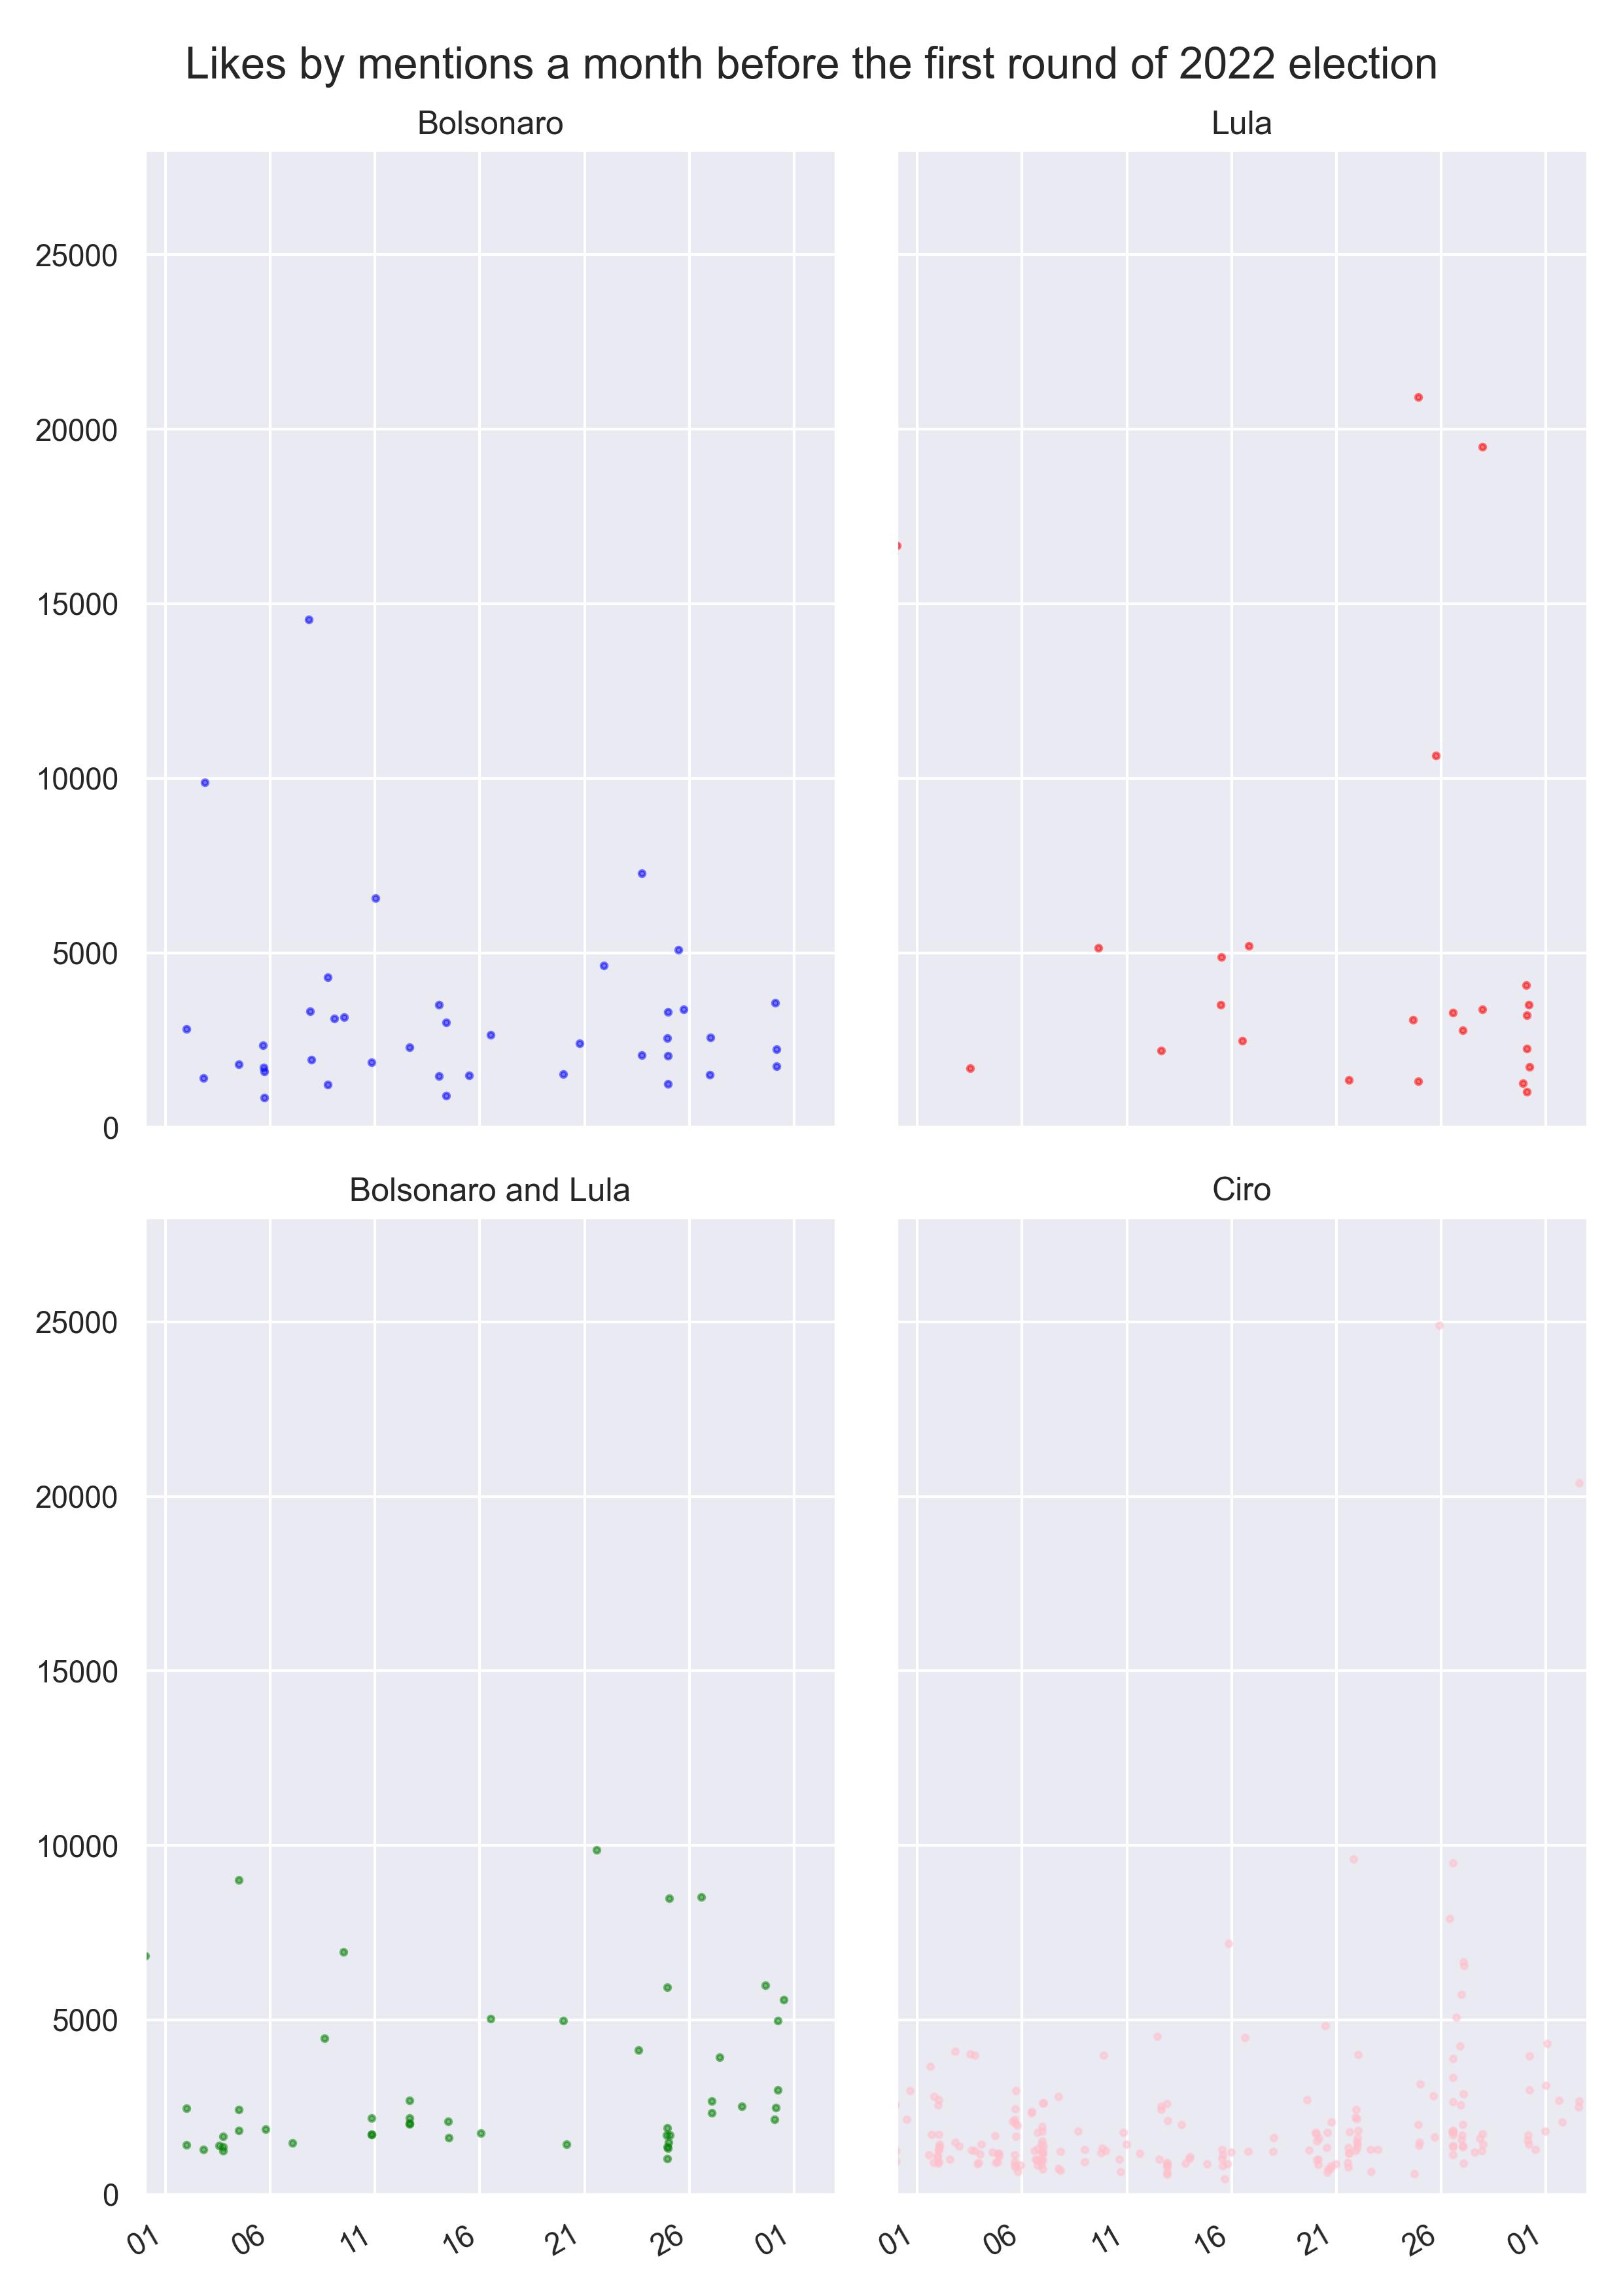 Likes by mentions a month before the first round of 2022 election
Bolsonaro
Lula
25000
20000
15000
10000
5000
0
Bolsonaro and Lula
Ciro
25000
20000
15000
10000
5000
0
01 06 11 16 21 26 01
01 06 11 16 21 26 01